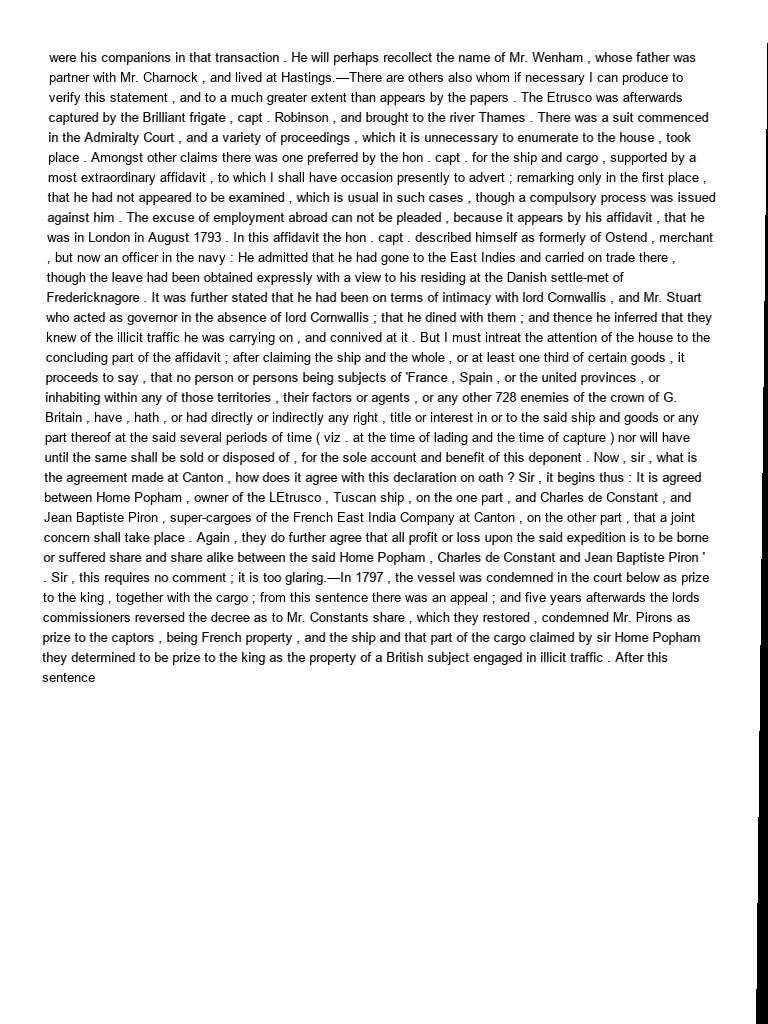 were his companions in that transaction . He will perhaps recollect the name of Mr. Wenham , whose father was
partner with Mr. Charnock , and lived at Hastings.—There are others also whom if necessary I can produce to
verify this statement , and to a much greater extent than appears by the papers . The Etrusco was afterwards
captured by the Brilliant frigate , capt . Robinson , and brought to the river Thames . There was a suit commenced
in the Admiralty Court , and a variety of proceedings , which it is unnecessary to enumerate to the house , took
place . Amongst other claims there was one preferred by the hon . capt . for the ship and cargo , supported by a
most extraordinary affidavit , to which I shall have occasion presently to advert ; remarking only in the first place ,
that he had not appeared to be examined , which is usual in such cases , though a compulsory process was issued
against him . The excuse of employment abroad can not be pleaded , because it appears by his affidavit , that he
was in London in August 1793 . In this affidavit the hon . capt . described himself as formerly of Ostend , merchant
, but now an officer in the navy : He admitted that he had gone to the East Indies and carried on trade there ,
though the leave had been obtained expressly with a view to his residing at the Danish settle-met of
Fredericknagore . It was further stated that he had been on terms of intimacy with lord Cornwallis , and Mr. Stuart
who acted as governor in the absence of lord Cornwallis ; that he dined with them ; and thence he inferred that they
knew of the illicit traffic he was carrying on , and connived at it . But I must intreat the attention of the house to the
concluding part of the affidavit ; after claiming the ship and the whole , or at least one third of certain goods , it
proceeds to say , that no person or persons being subjects of 'France , Spain , or the united provinces , or
inhabiting within any of those territories , their factors or agents , or any other 728 enemies of the crown of G.
Britain , have , hath , or had directly or indirectly any right , title or interest in or to the said ship and goods or any
part thereof at the said several periods of time ( viz . at the time of lading and the time of capture ) nor will have
until the same shall be sold or disposed of , for the sole account and benefit of this deponent . Now , sir , what is
the agreement made at Canton , how does it agree with this declaration on oath ? Sir , it begins thus : It is agreed
between Home Popham , owner of the LEtrusco , Tuscan ship , on the one part , and Charles de Constant , and
Jean Baptiste Piron , super-cargoes of the French East India Company at Canton , on the other part , that a joint
concern shall take place . Again , they do further agree that all profit or loss upon the said expedition is to be borne
or suffered share and share alike between the said Home Popham , Charles de Constant and Jean Baptiste Piron '
. Sir , this requires no comment ; it is too glaring.—In 1797 , the vessel was condemned in the court below as prize
to the king , together with the cargo ; from this sentence there was an appeal ; and five years afterwards the lords
commissioners reversed the decree as to Mr. Constants share , which they restored , condemned Mr. Pirons as
prize to the captors , being French property , and the ship and that part of the cargo claimed by sir Home Popham
they determined to be prize to the king as the property of a British subject engaged in illicit traffic . After this
sentence